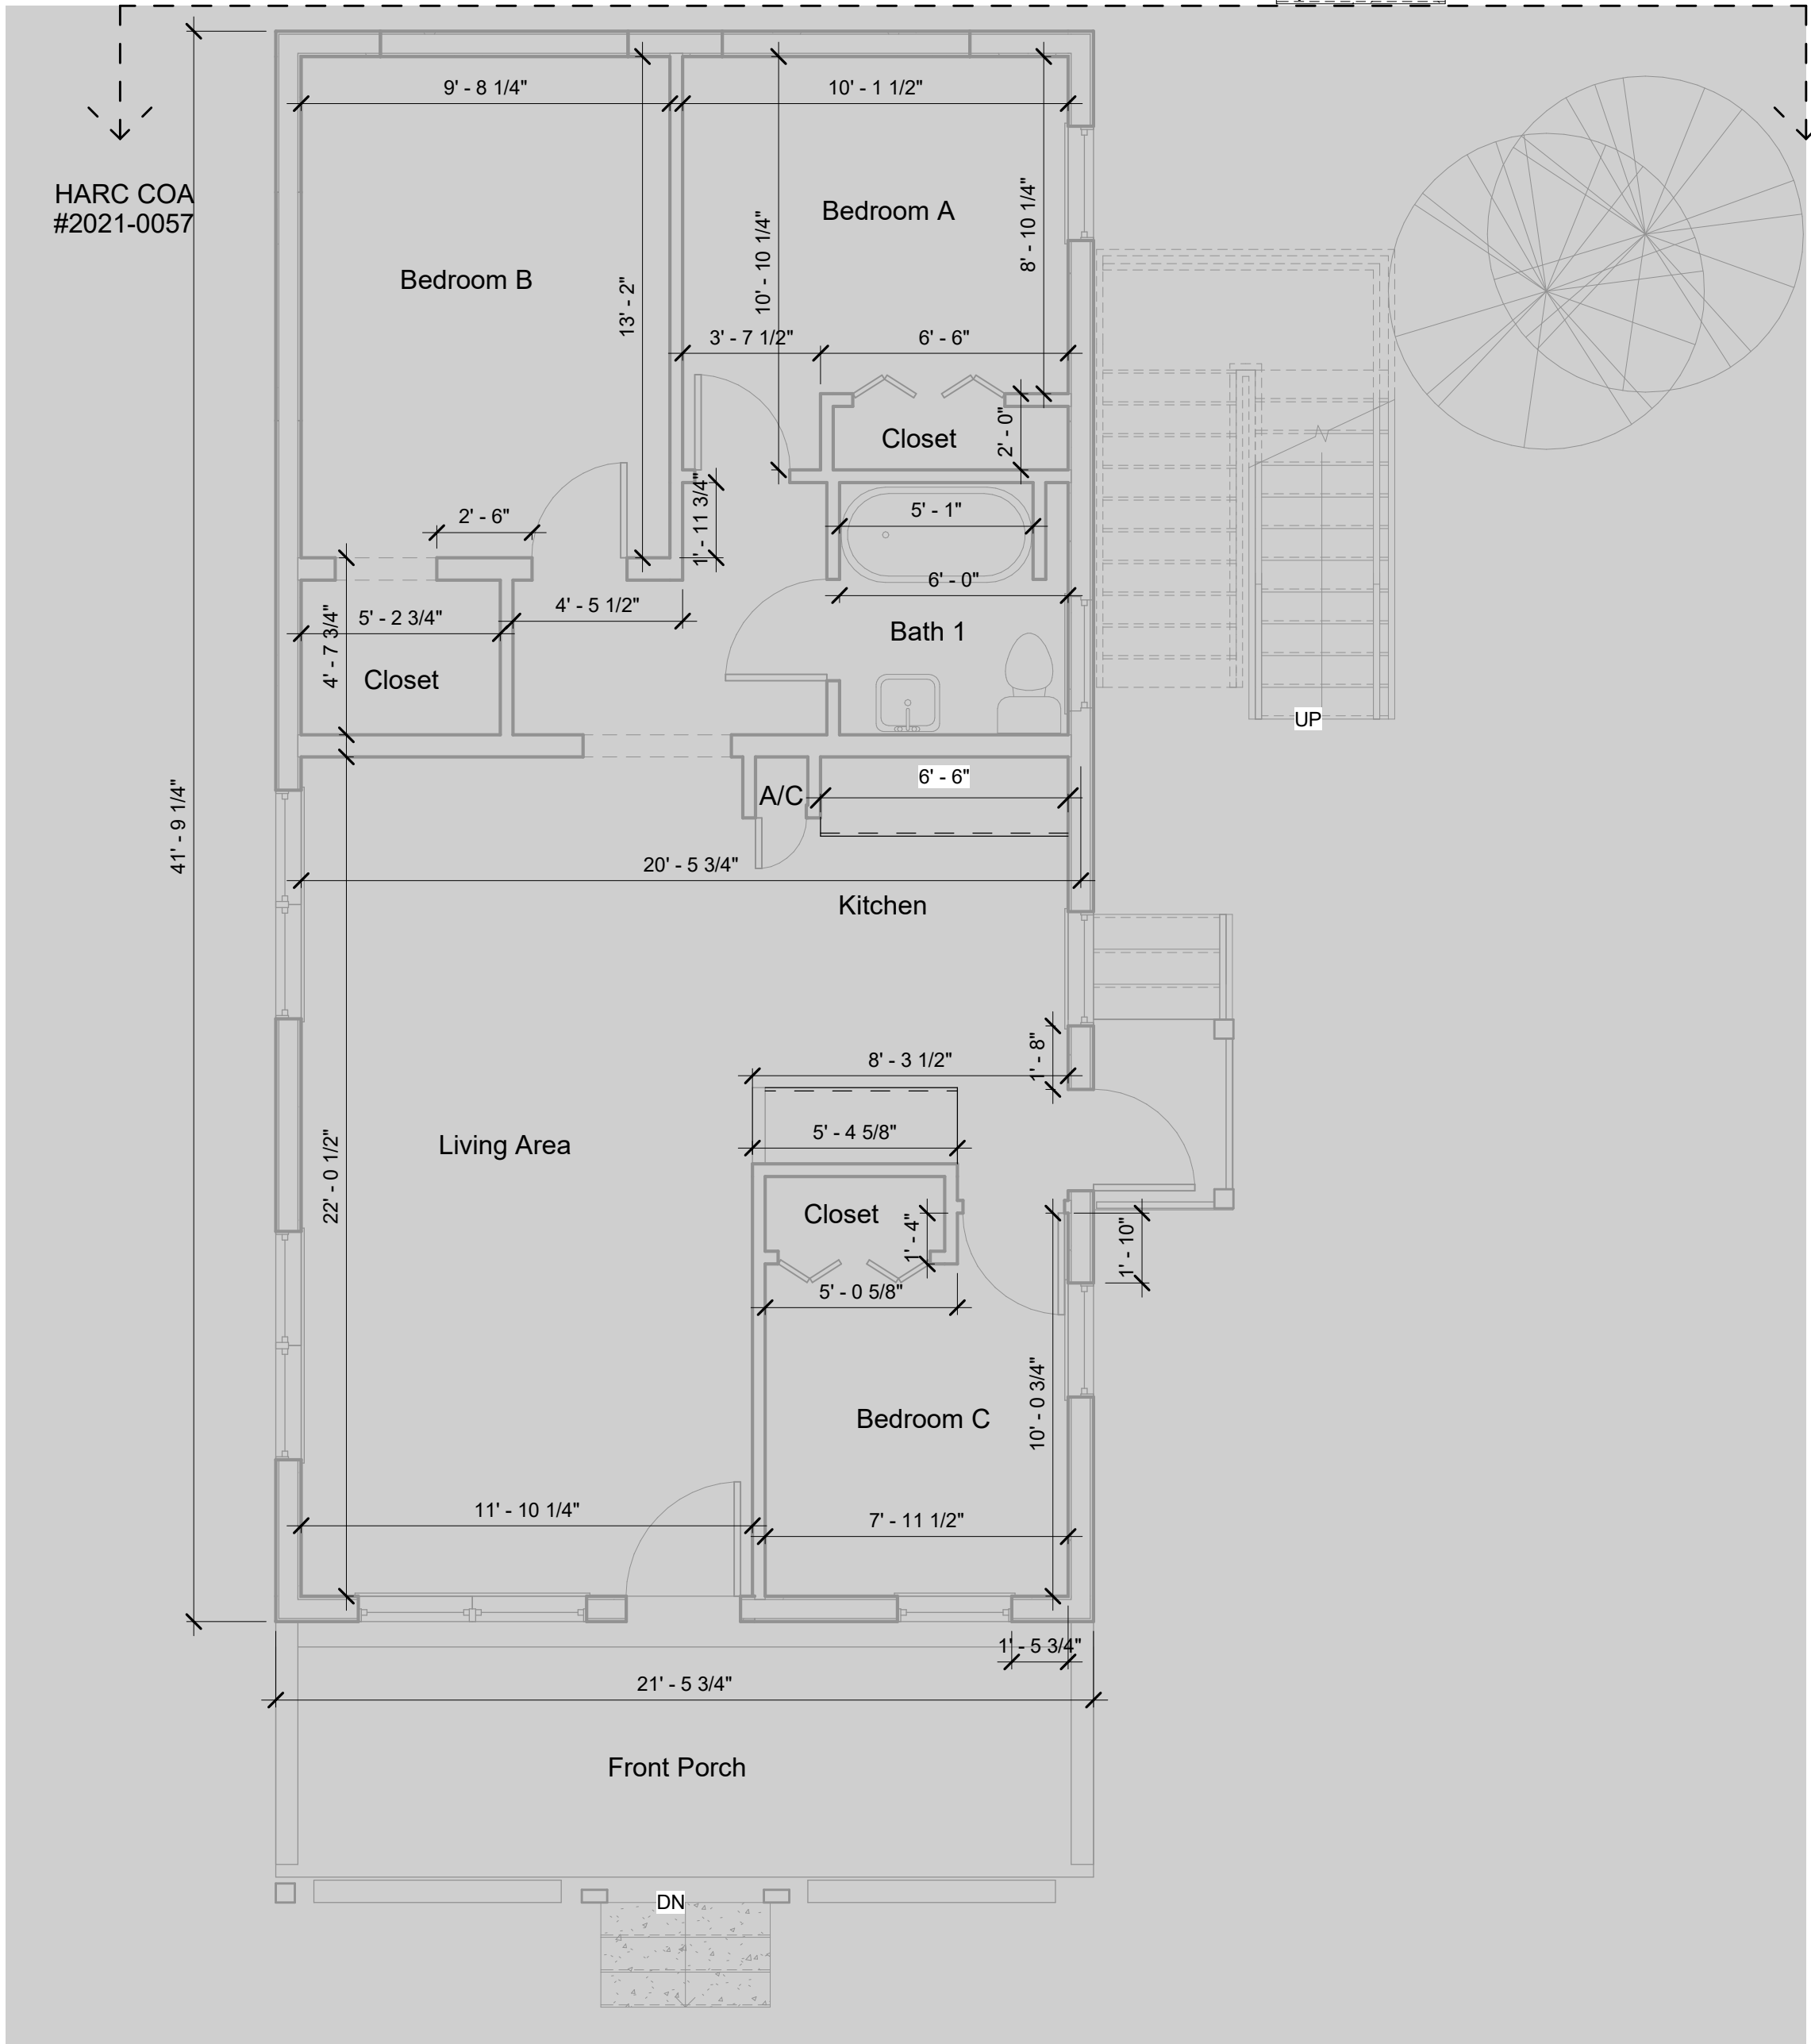 9' - 8 1/4"
10' - 1 1/2"
HARC COA
#2021-0057
Bedroom A
8' - 10 1/4"
10' - 10 1/4"
Bedroom B
13' - 2"
3' - 7 1/2"
6' - 6"
Closet
2' - 0"
1' - 11 3/4"
2' - 6"
5' - 1"
6' - 0"
4' - 5 1/2"
5' - 2 3/4"
4' - 7 3/4"
Bath 1
Closet
UP
6' - 6"
A/C
41' - 9 1/4"
20' - 5 3/4"
Kitchen
8' - 3 1/2"
1' - 8"
5' - 4 5/8"
Living Area
22' - 0 1/2"
Closet
1' - 4"
1' - 10"
5' - 0 5/8"
Bedroom C
10' - 0 3/4"
11' - 10 1/4"
7' - 11 1/2"
1' - 5 3/4"
21' - 5 3/4"
Front Porch
DN